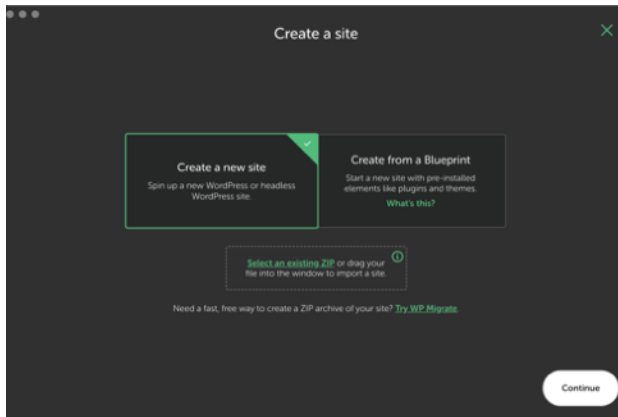 Create a site
Create a new site
Spin up a new WordPress or headless
WordPress site.
Create from a Blueprint
Start a new site with pre-installed
elements like plugins and themes.
What's this?
Select an existing ZIP or drag your
file into the window to import a site.
Need a fast, free way to create a ZIP archive of your site? Try WP Migrate.
Continue